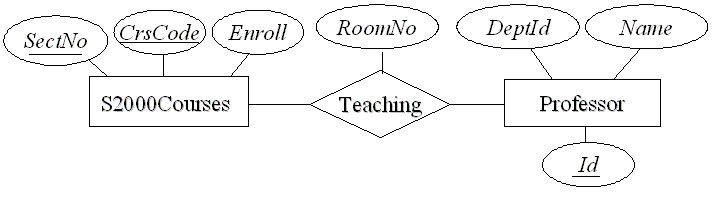 SectNo
CrsCode
Enroll
RoomNo
DeptId
Name
S2000Courses
Teaching
Professor
Id